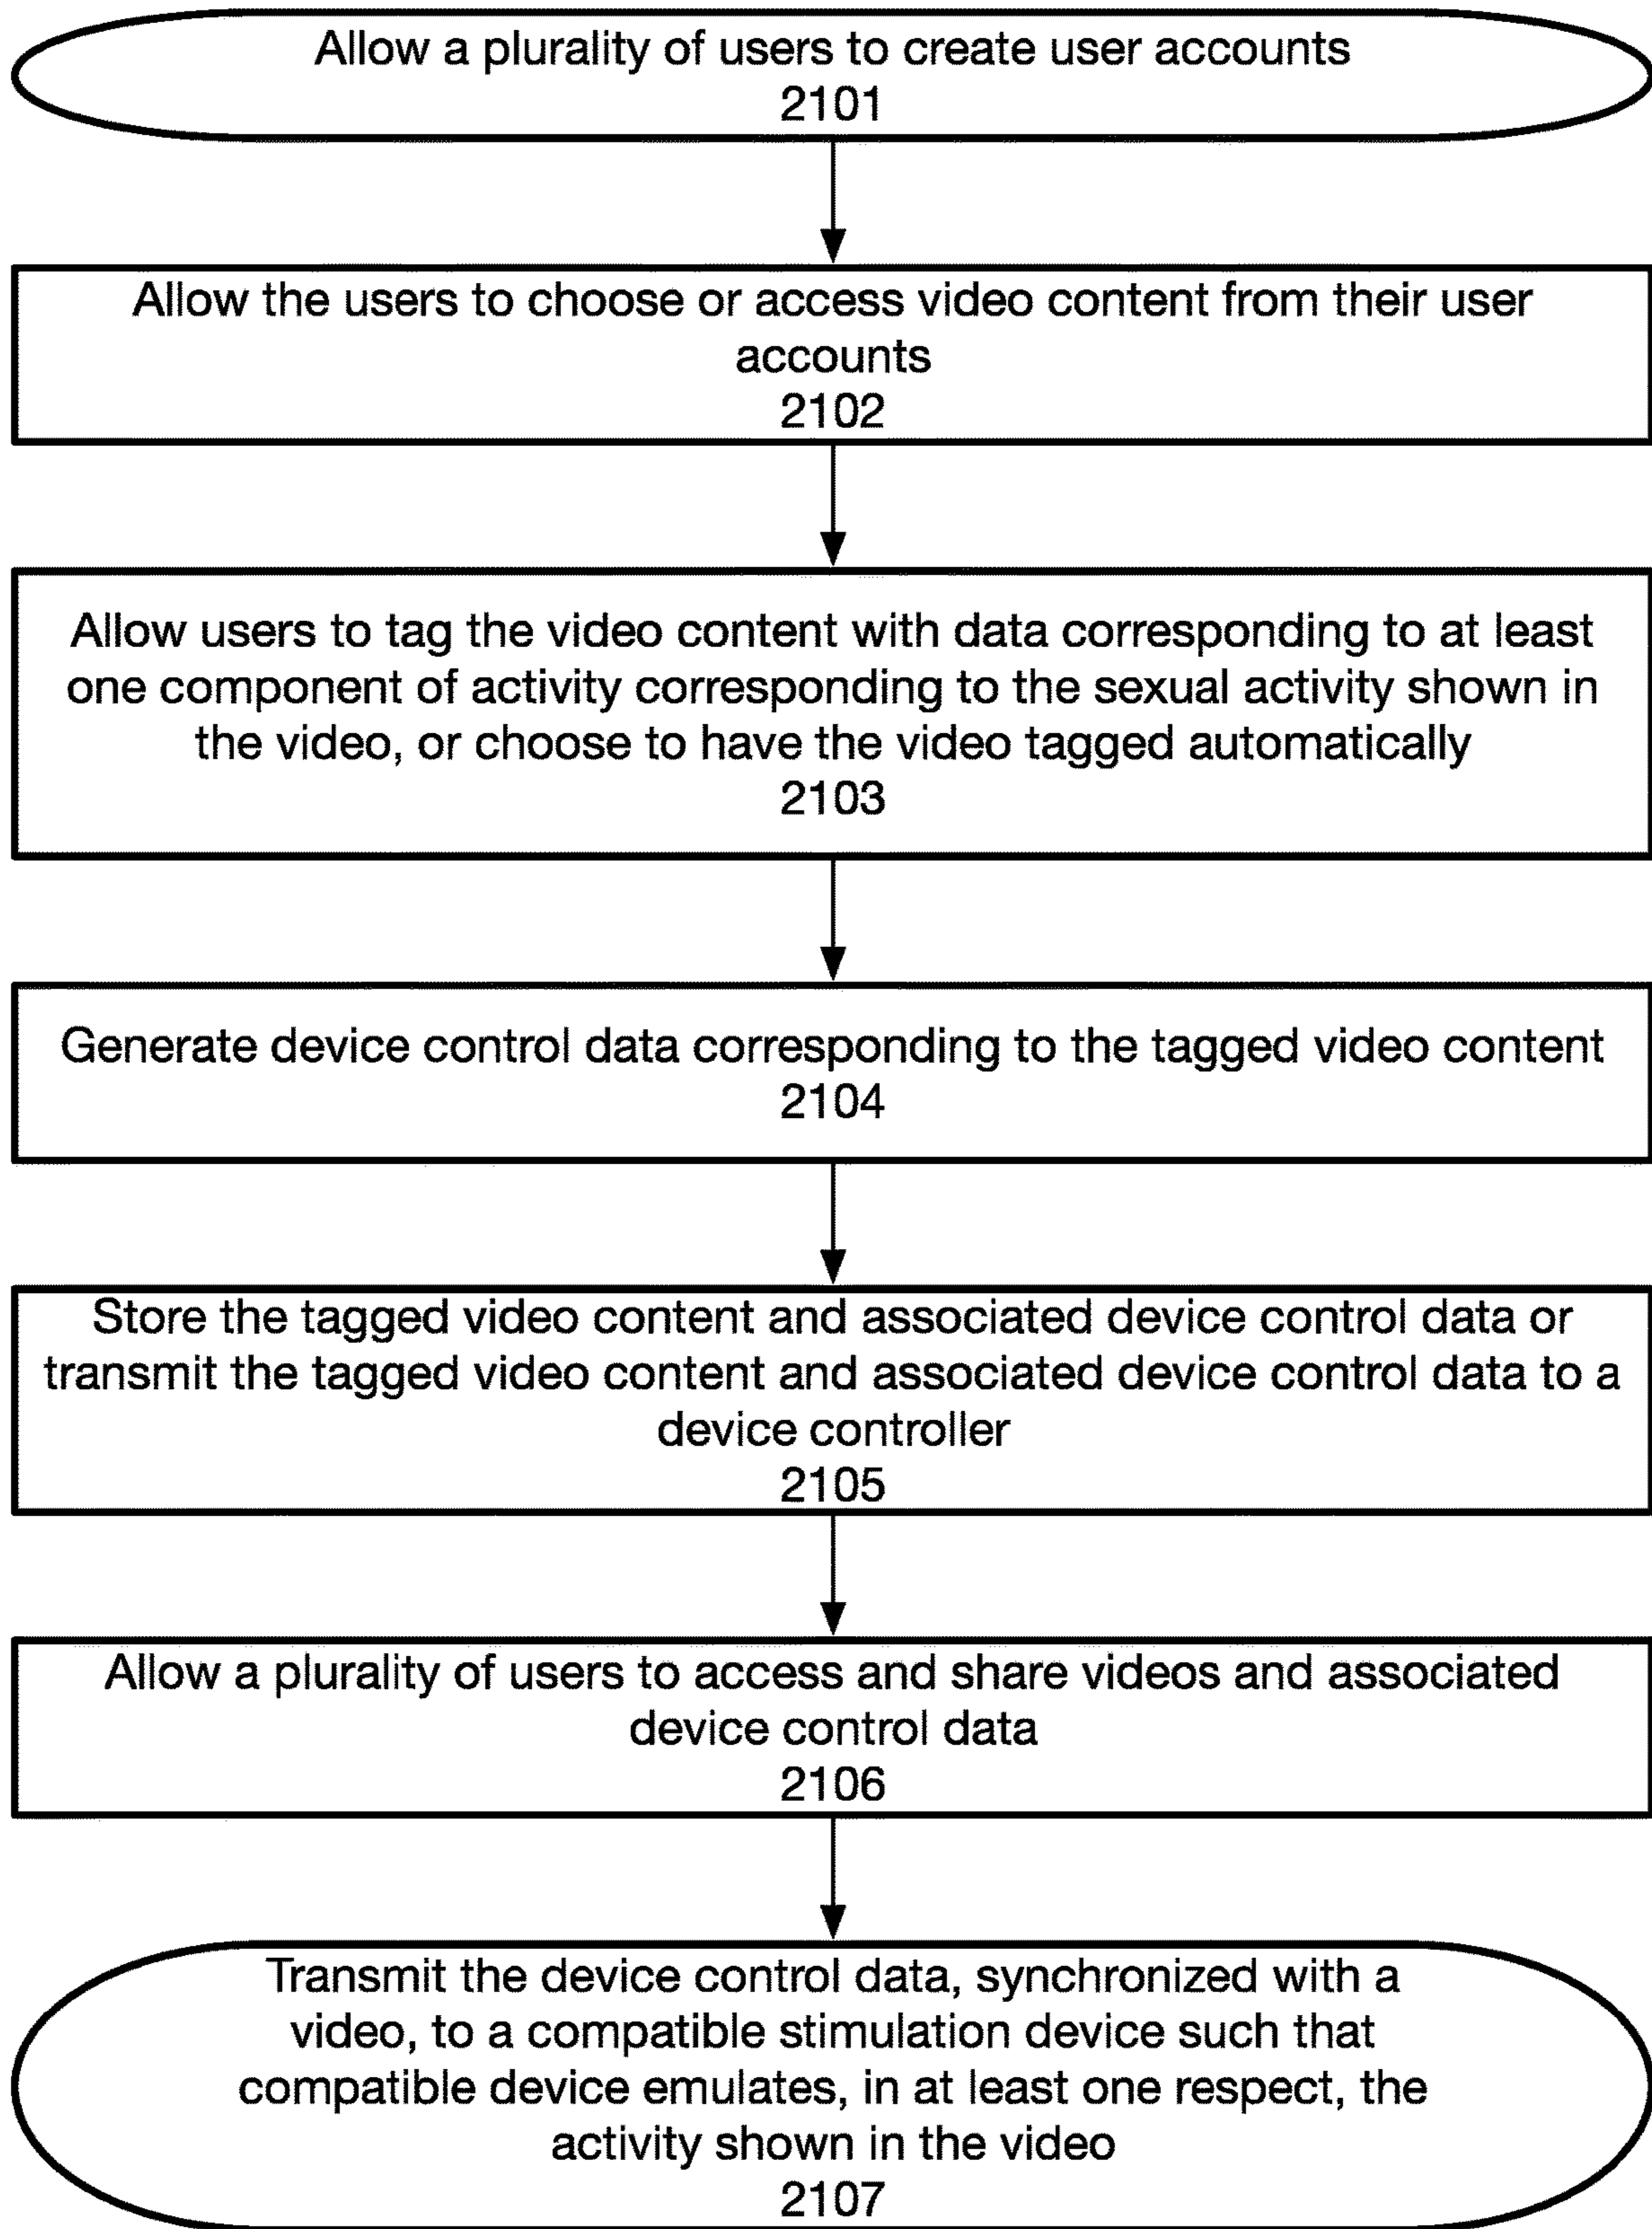 Allow a plurality of users to create user accounts
2101
Allow the users to choose or access video content from their user
accounts
2102
Allow users to tag the video content with data corresponding to at least
one component of activity corresponding to the sexual activity shown in
the video, or choose to have the video tagged automatically
2103
Generate device control data corresponding to the tagged video content
2104
Store the tagged video content and associated device control data or
transmit the tagged video content and associated device control data to a
device controller
2105
Allow a plurality of users to access and share videos and associated
device control data
2106
Transmit the device control data, synchronized with a
video, to a compatible stimulation device such that
compatible device emulates, in at least one respect, the
activity shown in the video
2107